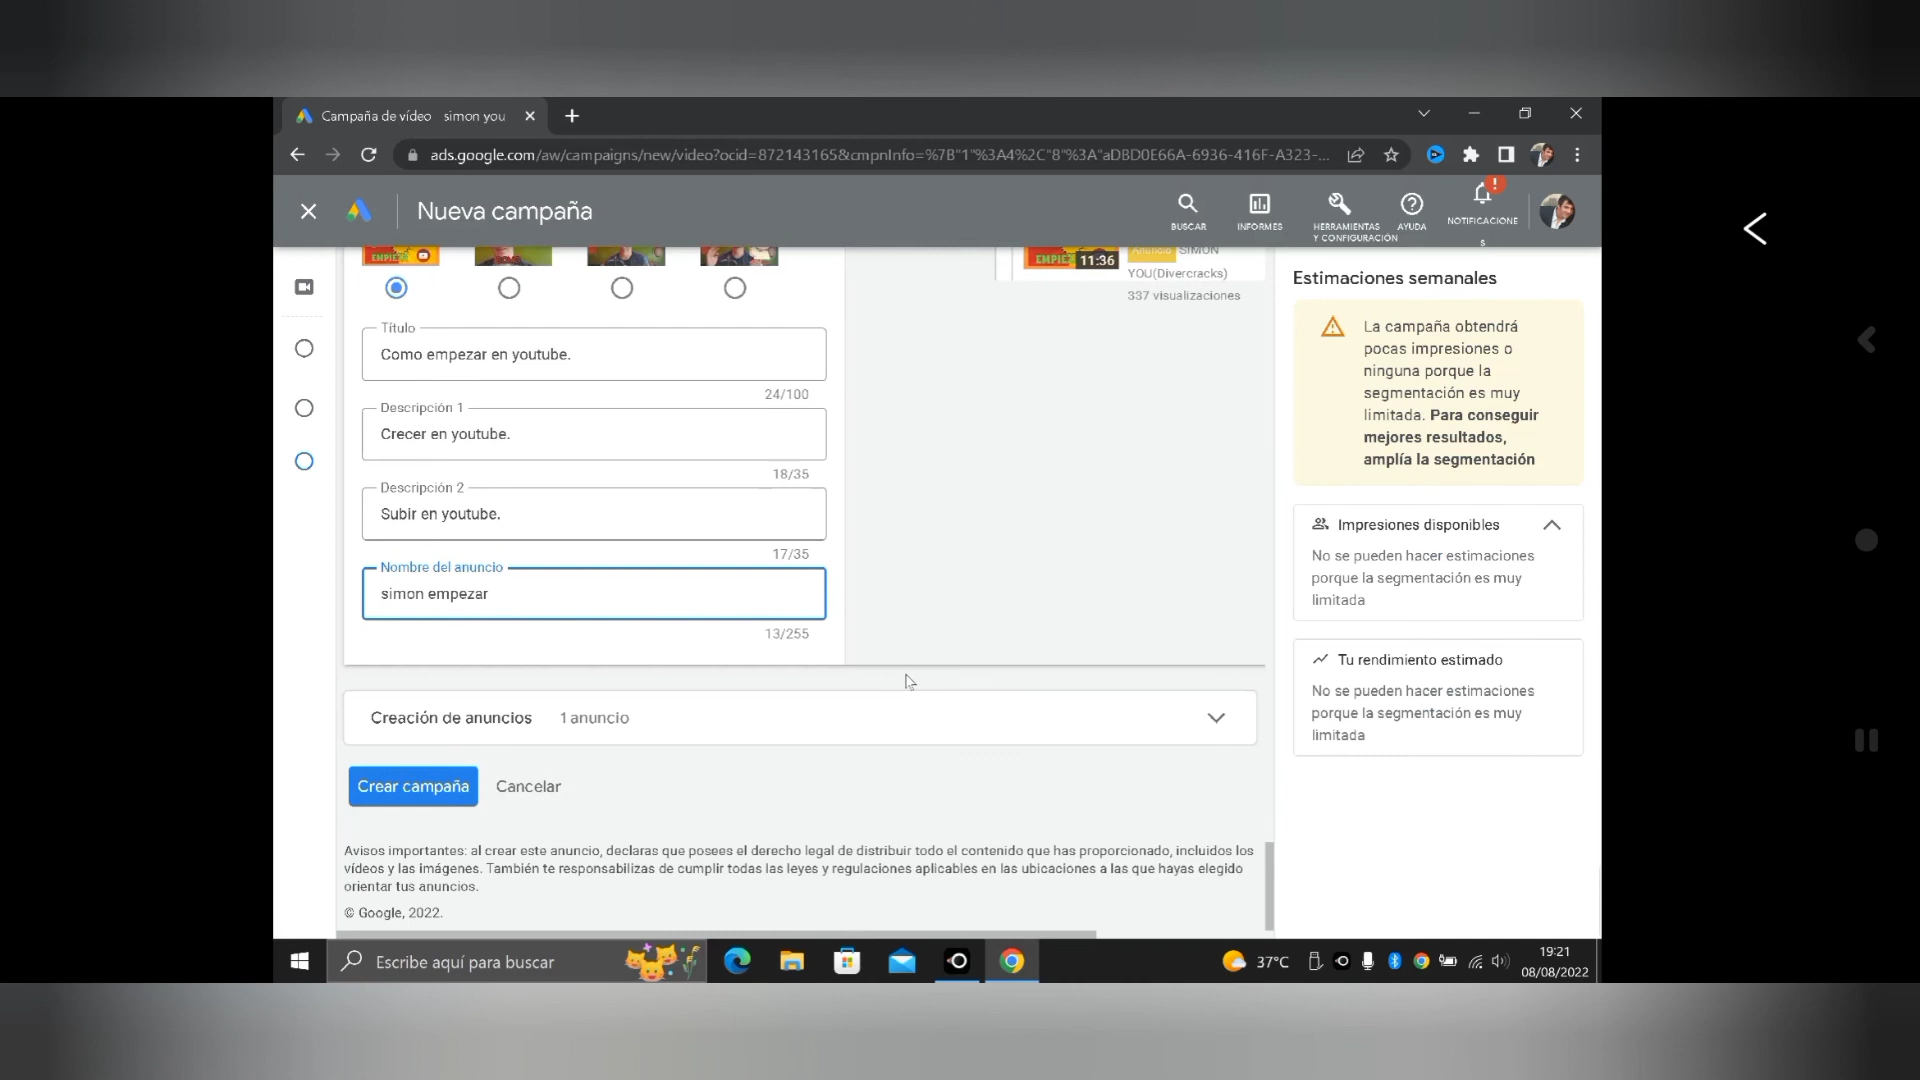 Campaña de vídeo simon you
ads.google.com/aw/campaigns/new/video?ocid=872143165&cmpnInfo=%7B"1"%3A4%2C"8"%3A"aDBD0E66A-6936-416F-A323-...
Nueva campaña
BUSCAR
INFORMES
HERRAMIENTAS
Y CONFIGURACIÓN
AYUDA
NOTIFICACIONE
S
EMPIEZ
11:36
Anuncio SIMON
YOU(Divercracks)
337 visualizaciones
Título
Como empezar en youtube.
24/100
Descripción 1
Crecer en youtube.
18/35
Descripción 2
Subir en youtube.
17/35
Nombre del anuncio
simon empezar
13/255
Creación de anuncios 1 anuncio
Crear campaña Cancelar
Avisos importantes: al crear este anuncio, declaras que posees el derecho legal de distribuir todo el contenido que has proporcionado, incluidos los
vídeos y las imágenes. También te responsabilizas de cumplir todas las leyes y regulaciones aplicables en las ubicaciones a las que hayas elegido
orientar tus anuncios.
© Google, 2022.
Estimaciones semanales
La campaña obtendrá
pocas impresiones o
ninguna porque la
segmentación es muy
limitada. Para conseguir
mejores resultados,
amplía la segmentación
Impresiones disponibles
No se pueden hacer estimaciones
porque la segmentación es muy
limitada
Tu rendimiento estimado
No se pueden hacer estimaciones
porque la segmentación es muy
limitada
Escribe aquí para buscar
37°C
19:21
08/08/2022